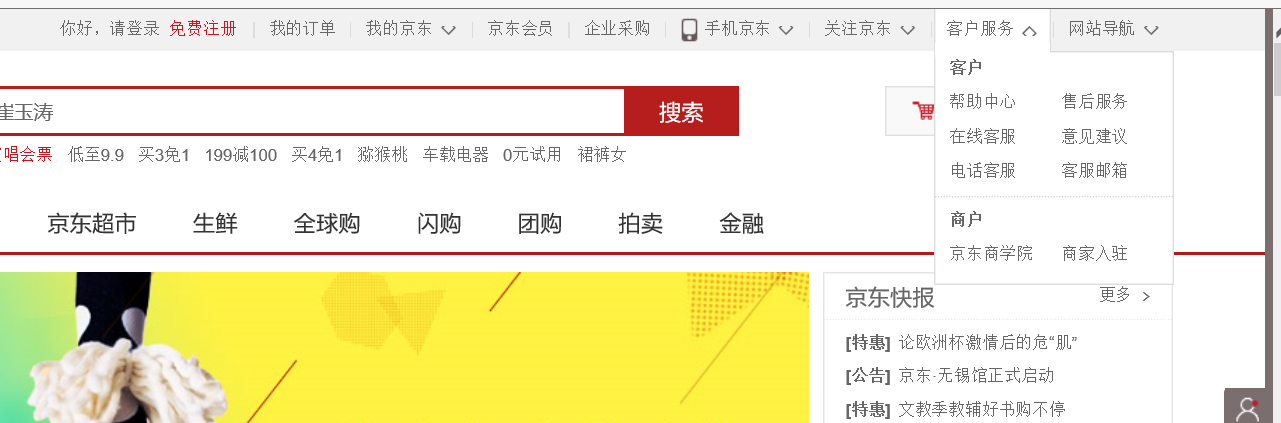 你好，请登录 免费注册 我的订单 我的京东 京东会员 企业采购 手机京东 关注京东 客户服务 网站导航
客户
帮助中心 售后服务
在线客服 意见建议
电话客服 客服邮箱
商户
京东商学院 商家入驻
崔玉涛 搜索
唱会票 低至9.9 买3免1 199减100 买4免1 猕猴桃 车载电器 0元试用 裙裤女
京东超市 生鲜 全球购 闪购 团购 拍卖 金融
京东快报 更多 >
[特惠] 论欧洲杯激情后的危“肌”
[公告] 京东·无锡馆正式启动
[特惠] 文教季教辅好书购不停